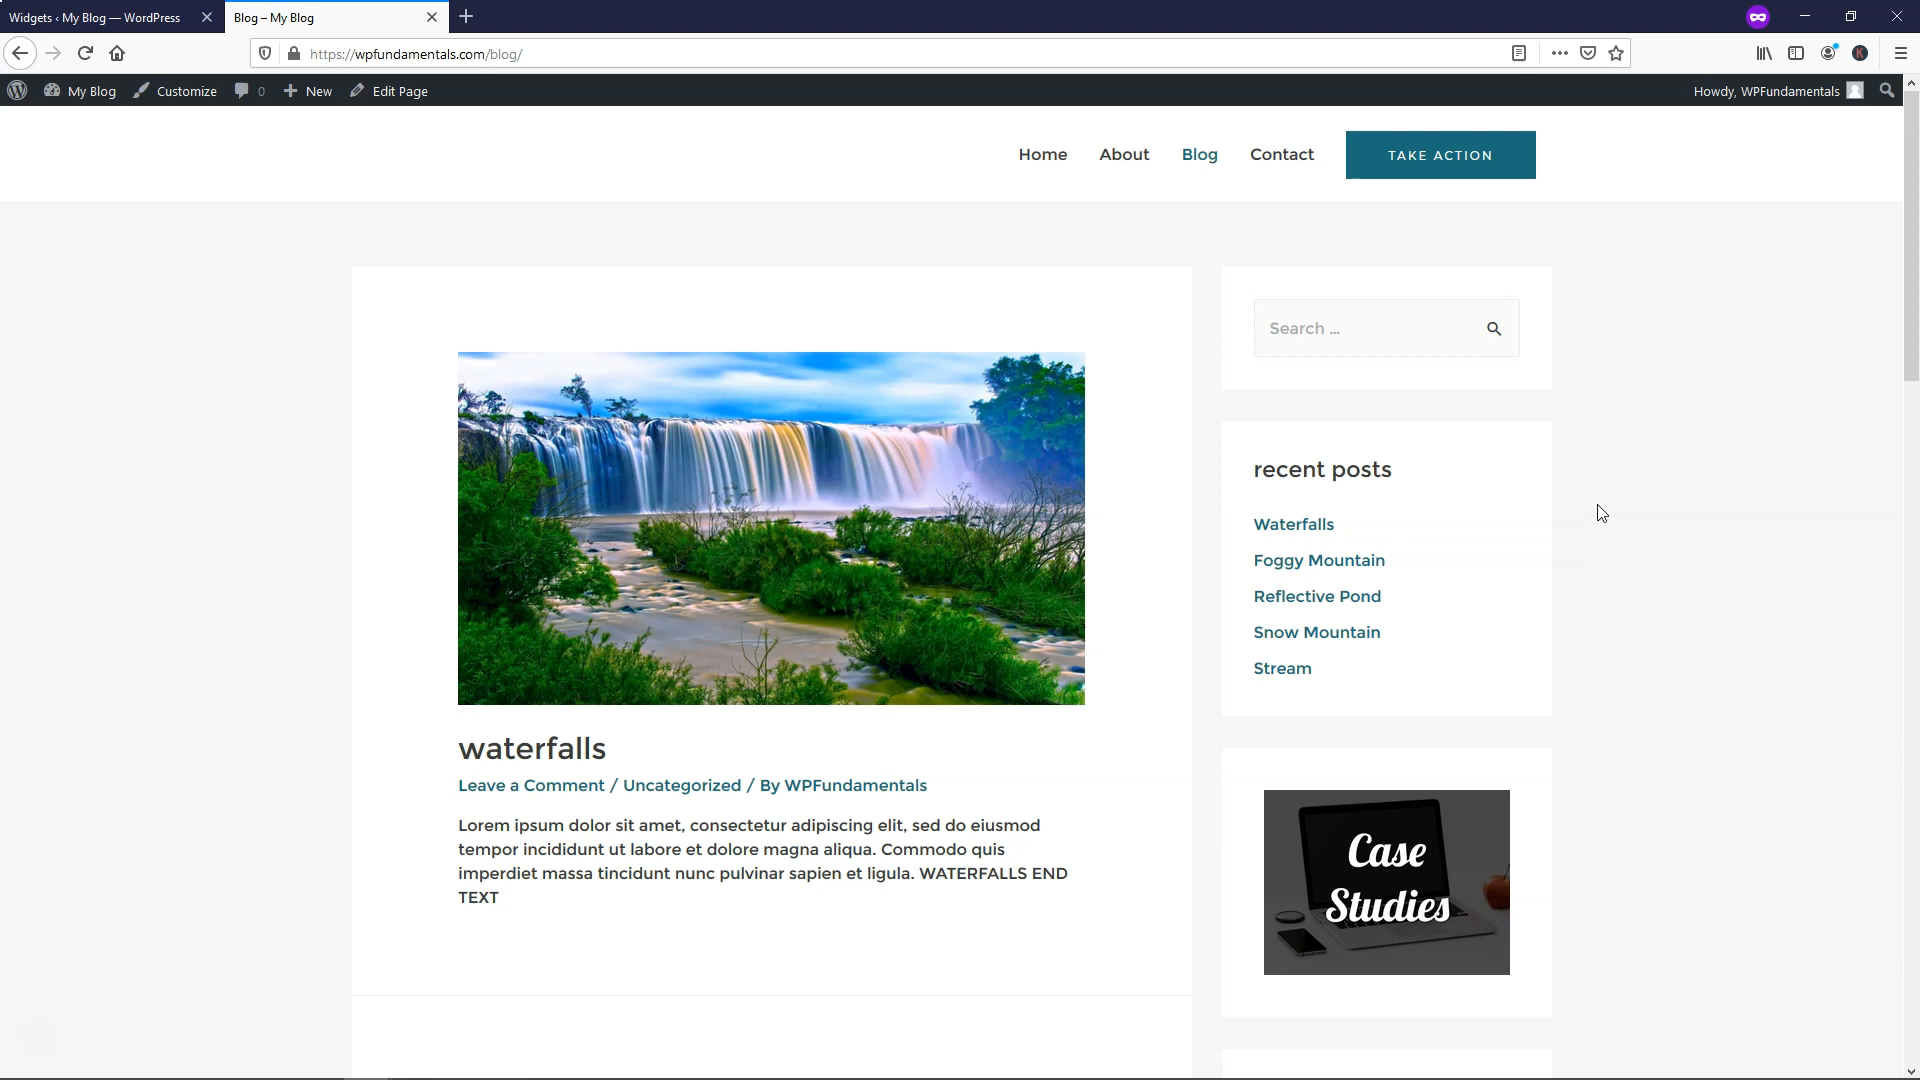 Widgets ‹ My Blog — WordPress
Blog – My Blog
https://wpfundamentals.com/blog/
My Blog
Customize
0
New
Edit Page
Howdy, WPFundamentals
Home
About
Blog
Contact
TAKE ACTION
waterfalls
Leave a Comment / Uncategorized / By WPFundamentals
Lorem ipsum dolor sit amet, consectetur adipiscing elit, sed do eiusmod
tempor incididunt ut labore et dolore magna aliqua. Commodo quis
imperdiet massa tincidunt nunc pulvinar sapien et ligula. WATERFALLS END
TEXT
Search ...
recent posts
Waterfalls
Foggy Mountain
Reflective Pond
Snow Mountain
Stream
Case
Studies